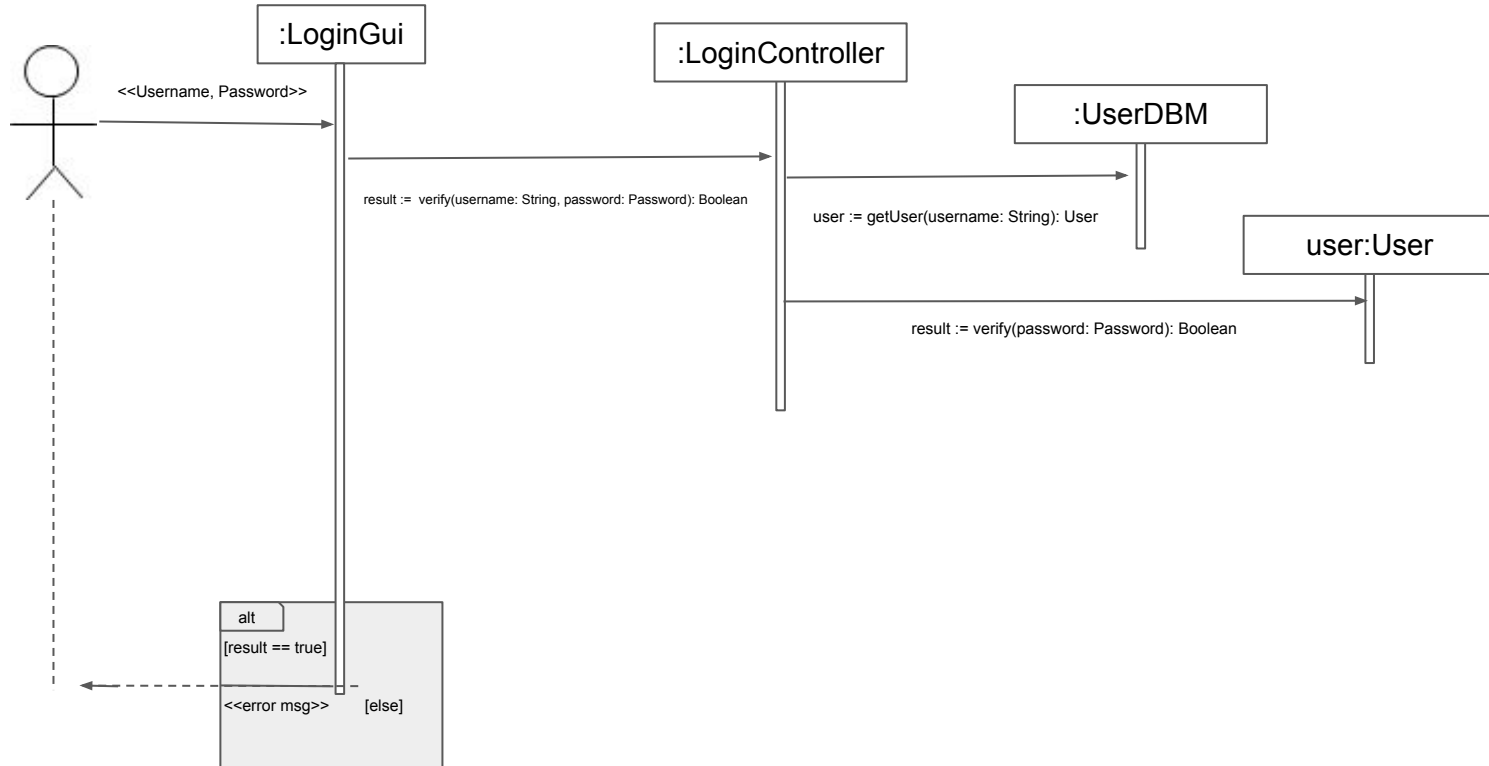 :LoginGui
:LoginController
<<Username, Password>>
:UserDBM
result := verify(username: String, password: Password): Boolean
user := getUser(username: String): User
user:User
result := verify(password: Password): Boolean
alt
[result == true]
<<error msg>>
[else]